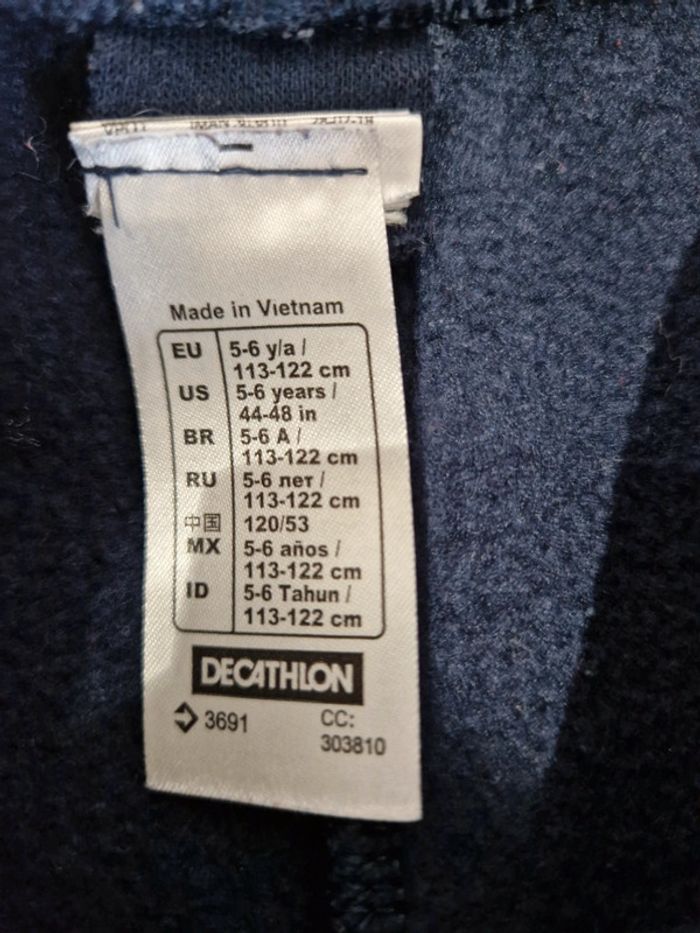 Made in Vietnam
EU 5-6 y/a /
113-122 cm
US 5-6 years /
44-48 in
BR 5-6 A /
113-122 cm
RU 5-6 лет /
113-122 cm
中国 120/53
MX 5-6 años /
113-122 cm
ID 5-6 Tahun /
113-122 cm
DECATHLON
3691 CC:
303810